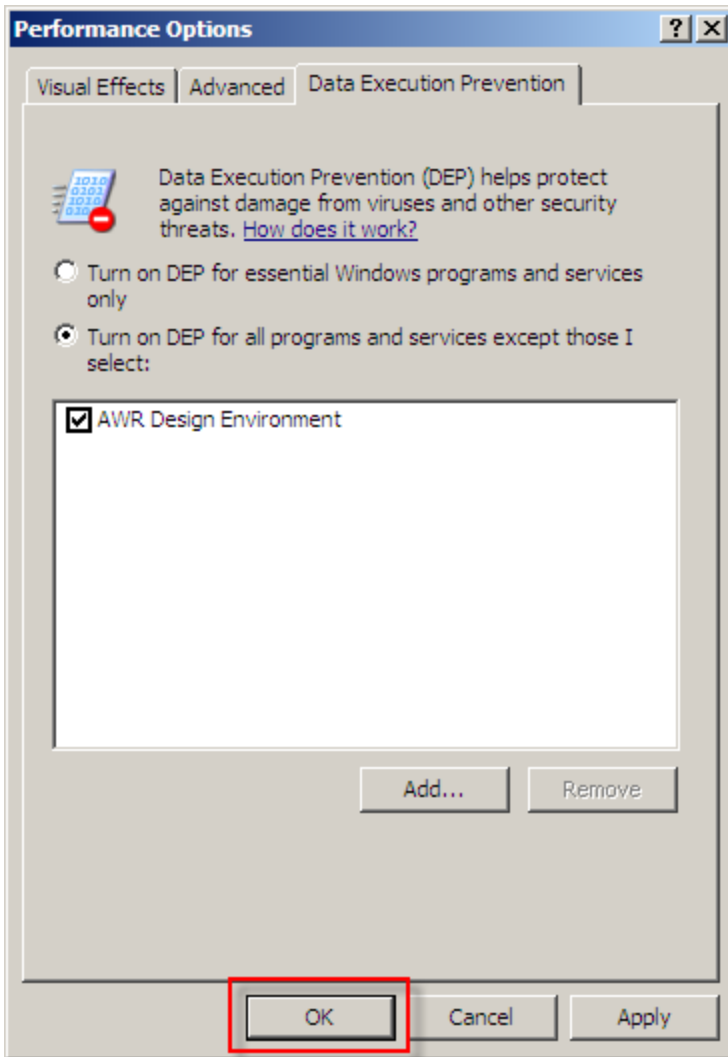 Performance Options
Visual Effects
Advanced
Data Execution Prevention
Data Execution Prevention (DEP) helps protect
against damage from viruses and other security
threats. How does it work?
Turn on DEP for essential Windows programs and services
only
Turn on DEP for all programs and services except those I
select:
AWR Design Environment
Add...
Remove
OK
Cancel
Apply